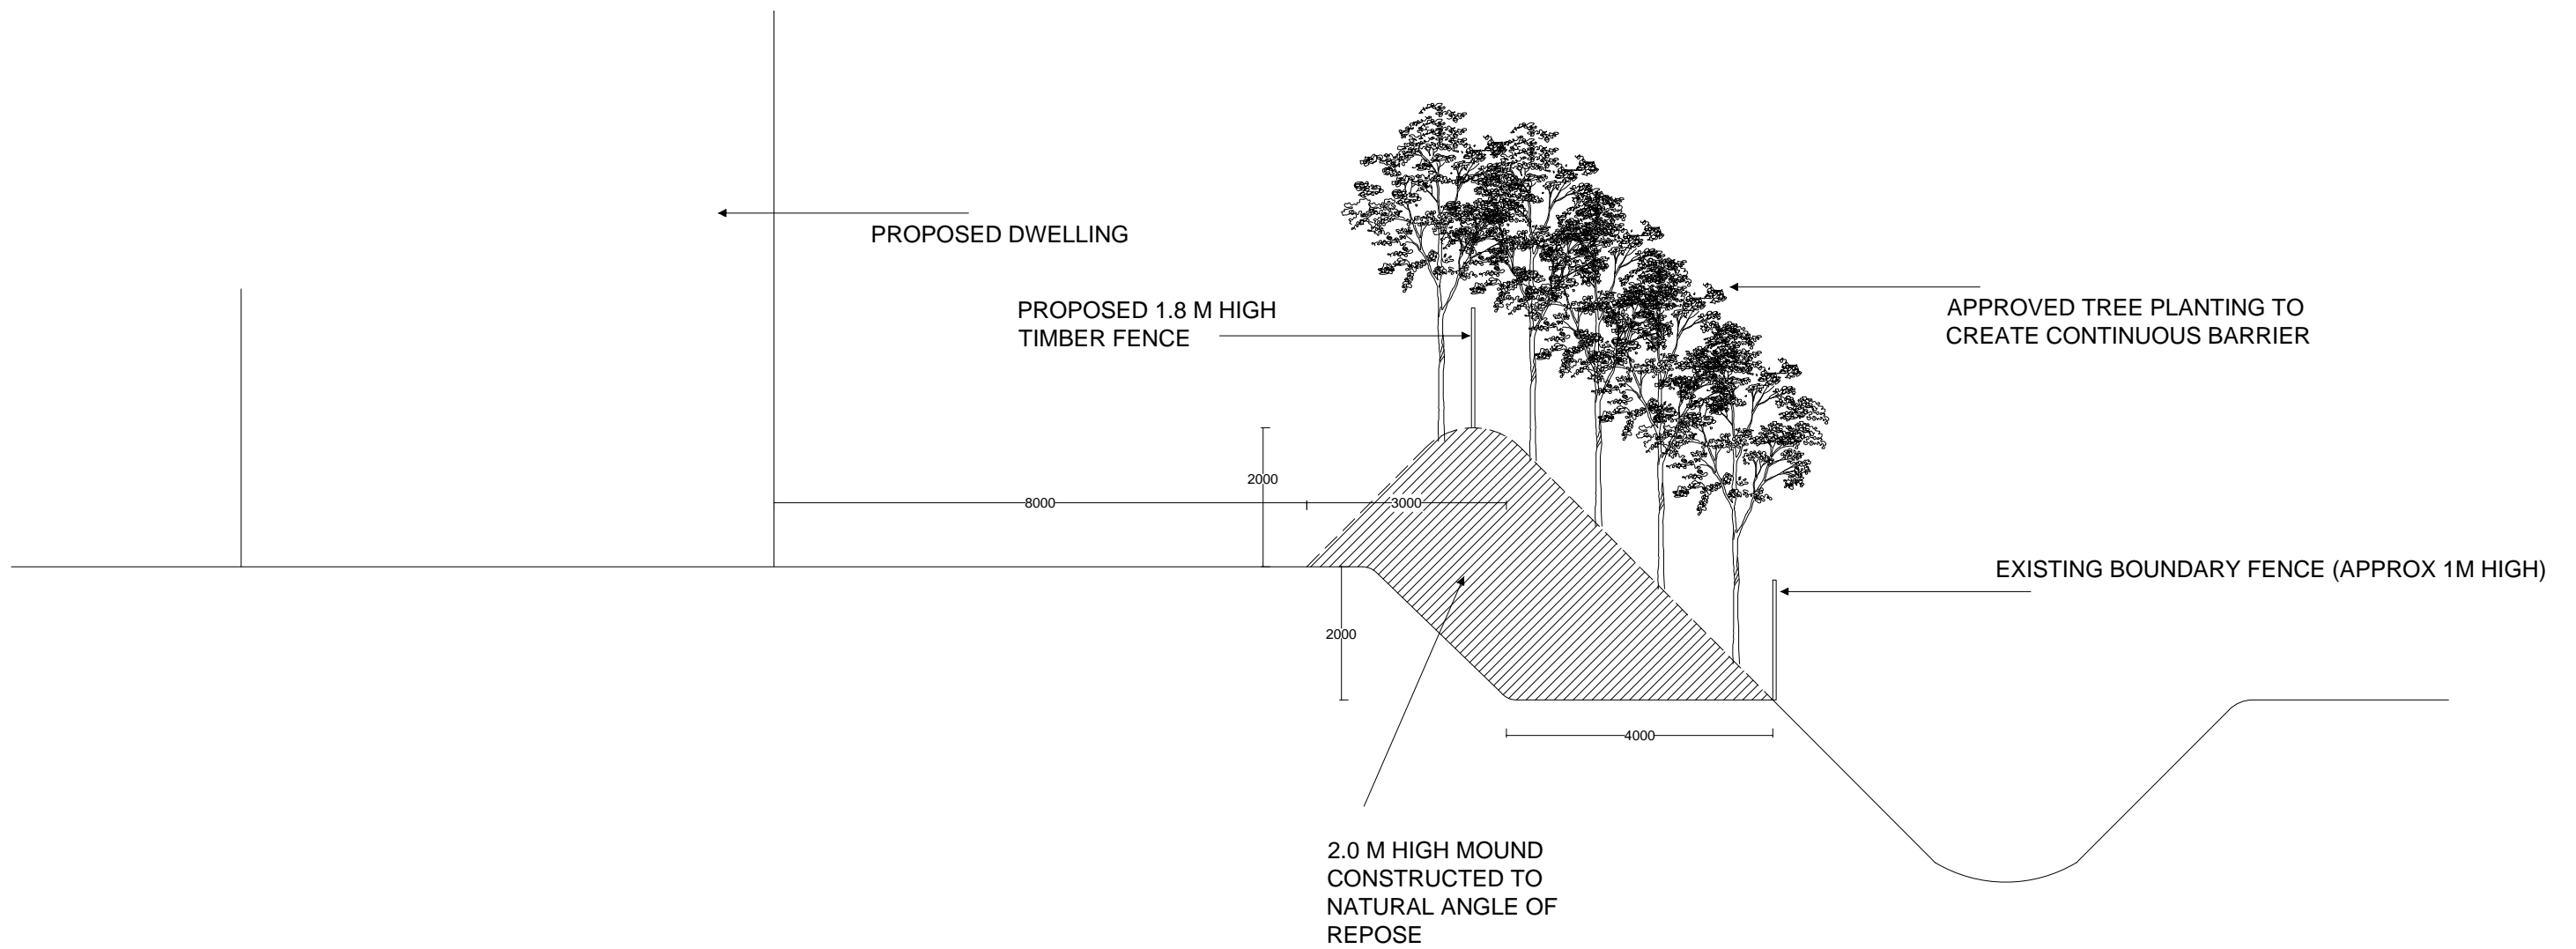 PROPOSED DWELLING
PROPOSED 1.8 M HIGH
TIMBER FENCE
APPROVED TREE PLANTING TO
CREATE CONTINUOUS BARRIER
2000
8000
3000
EXISTING BOUNDARY FENCE (APPROX 1M HIGH)
2000
4000
2.0 M HIGH MOUND
CONSTRUCTED TO
NATURAL ANGLE OF
REPOSE